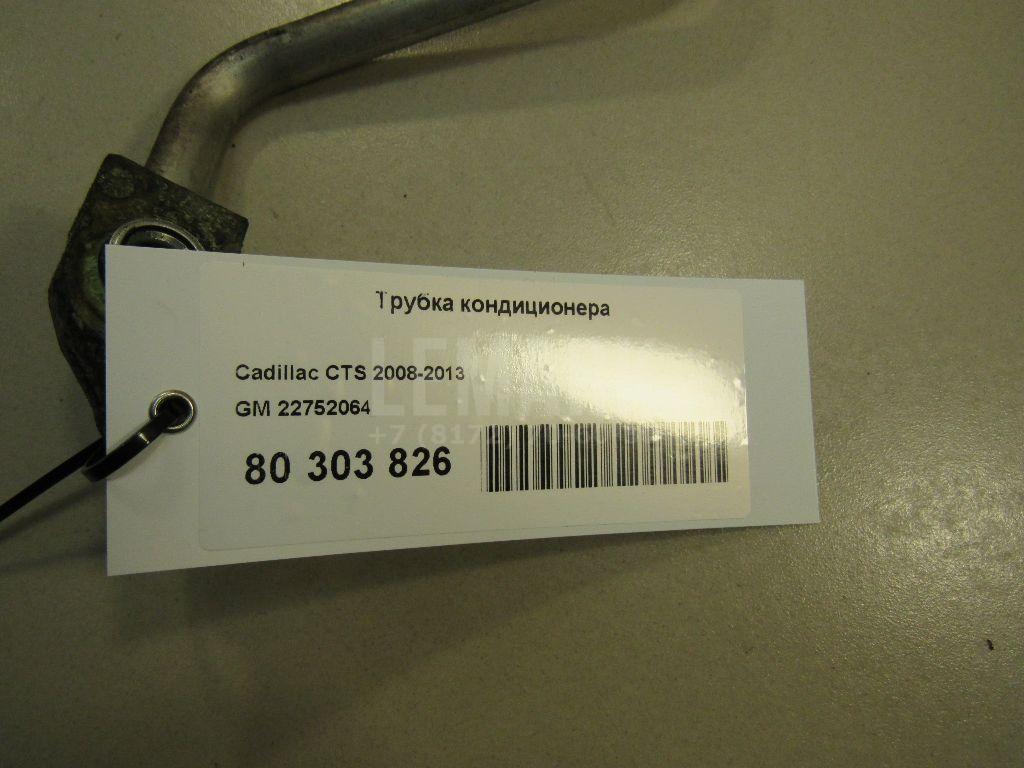 Трубка кондиционера
Cadillac CTS 2008-2013
GM 22752064
80 303 826